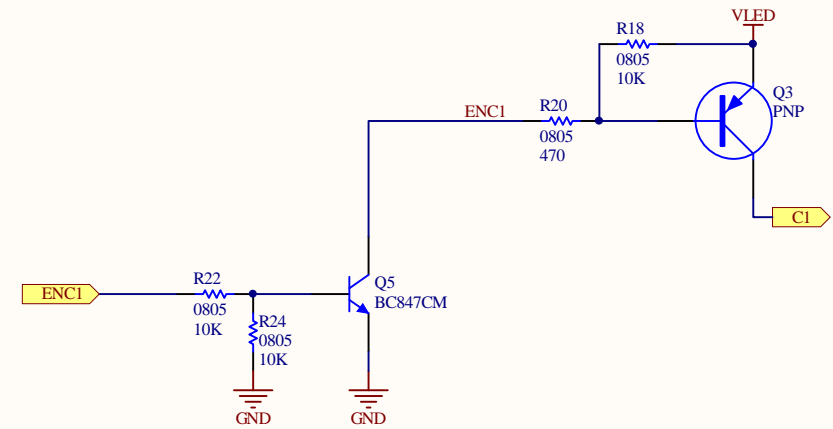 VLED
R18
0805
10K
Q3
PNP
ENC1
R20
0805
470
C1
ENC1
R22
0805
10K
R24
0805
10K
Q5
BC847CM
GND
GND